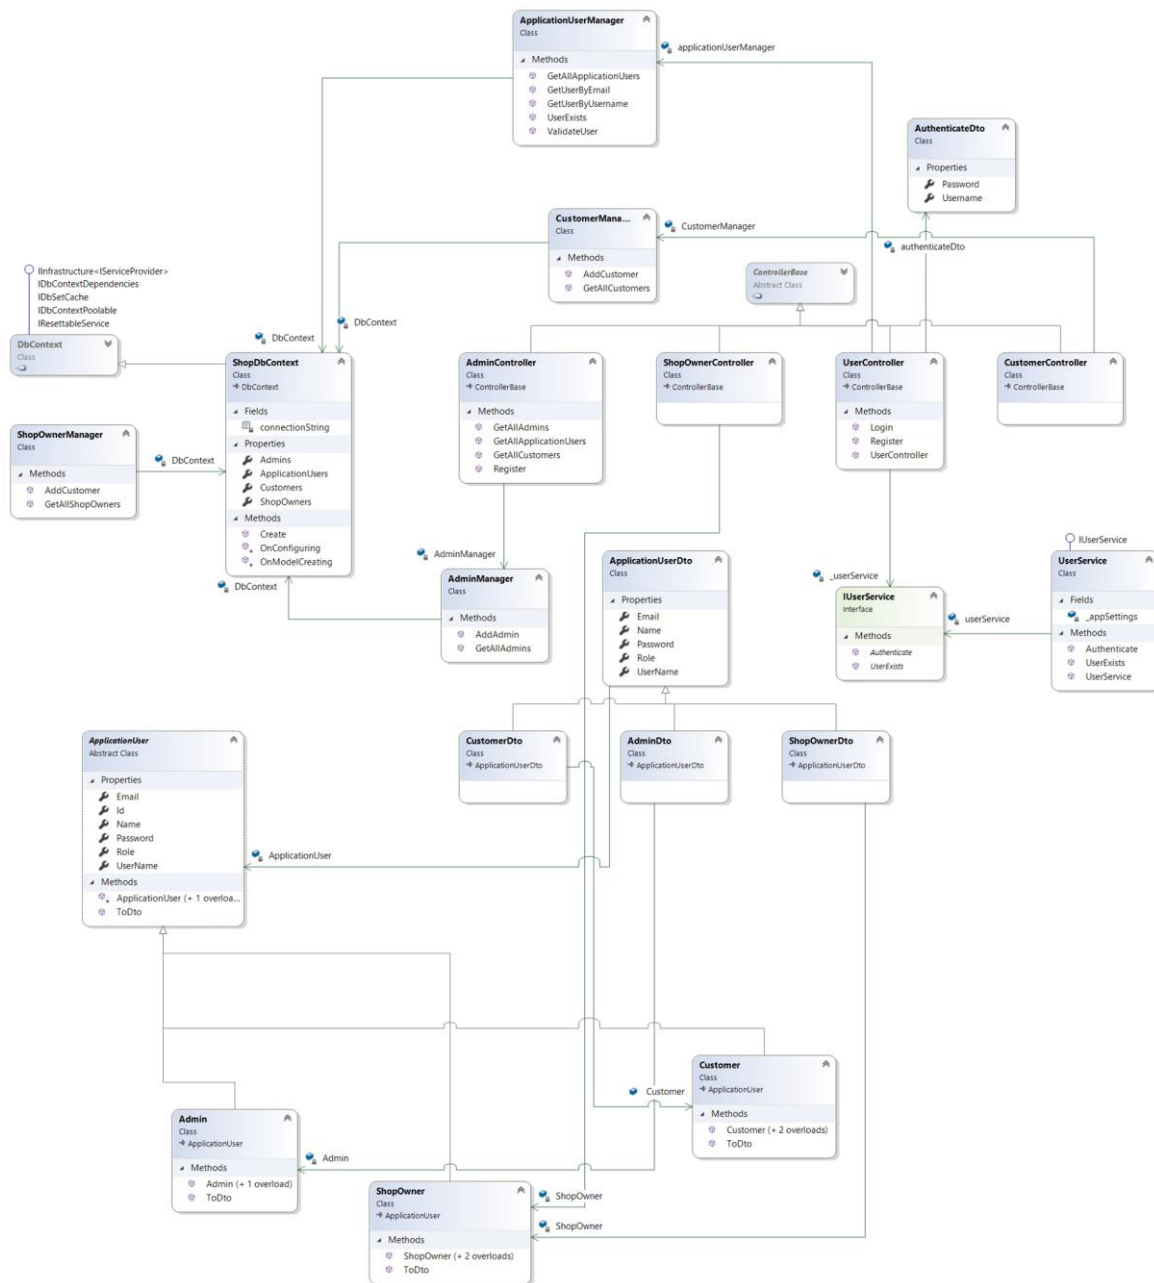 ApplicationUserManager
Class
Methods
GetAllApplicationUsers
GetUserByEmail
GetUserByUsername
UserExists
ValidateUser
applicationUserManager
AuthenticateDto
Class
Properties
Password
Username
CustomerMana...
Class
Methods
AddCustomer
GetAllCustomers
CustomerManager
authenticateDto
ControllerBase
Abstract Class
IInfrastructure<IServiceProvider>
IDbContextDependencies
IDbSetCache
IDbContextPoolable
IResettableService
DbContext
Class
DbContext
DbContext
ShopDbContext
Class
DbContext
Fields
connectionString
Properties
Admins
ApplicationUsers
Customers
ShopOwners
Methods
Create
OnConfiguring
OnModelCreating
AdminController
Class
ControllerBase
Methods
GetAllAdmins
GetAllApplicationUsers
GetAllCustomers
Register
ShopOwnerController
Class
ControllerBase
UserController
Class
ControllerBase
Methods
Login
Register
UserController
CustomerController
Class
ControllerBase
ShopOwnerManager
Class
Methods
AddCustomer
GetAllShopOwners
DbContext
DbContext
AdminManager
AdminManager
Class
Methods
AddAdmin
GetAllAdmins
ApplicationUserDto
Class
Properties
Email
Name
Password
Role
UserName
_userService
IUserService
Interface
Methods
Authenticate
UserExists
userService
IUserService
UserService
Class
Fields
_appSettings
Methods
Authenticate
UserExists
UserService
ApplicationUser
Abstract Class
Properties
Email
Id
Name
Password
Role
UserName
Methods
ApplicationUser (+ 1 overloa...
ToDto
CustomerDto
Class
ApplicationUserDto
AdminDto
Class
ApplicationUserDto
ShopOwnerDto
Class
ApplicationUserDto
ApplicationUser
Customer
Customer
Class
ApplicationUser
Methods
Customer (+ 2 overloads)
ToDto
Admin
Class
ApplicationUser
Methods
Admin (+ 1 overload)
ToDto
Admin
ShopOwner
Class
ApplicationUser
Methods
ShopOwner (+ 2 overloads)
ToDto
ShopOwner
ShopOwner